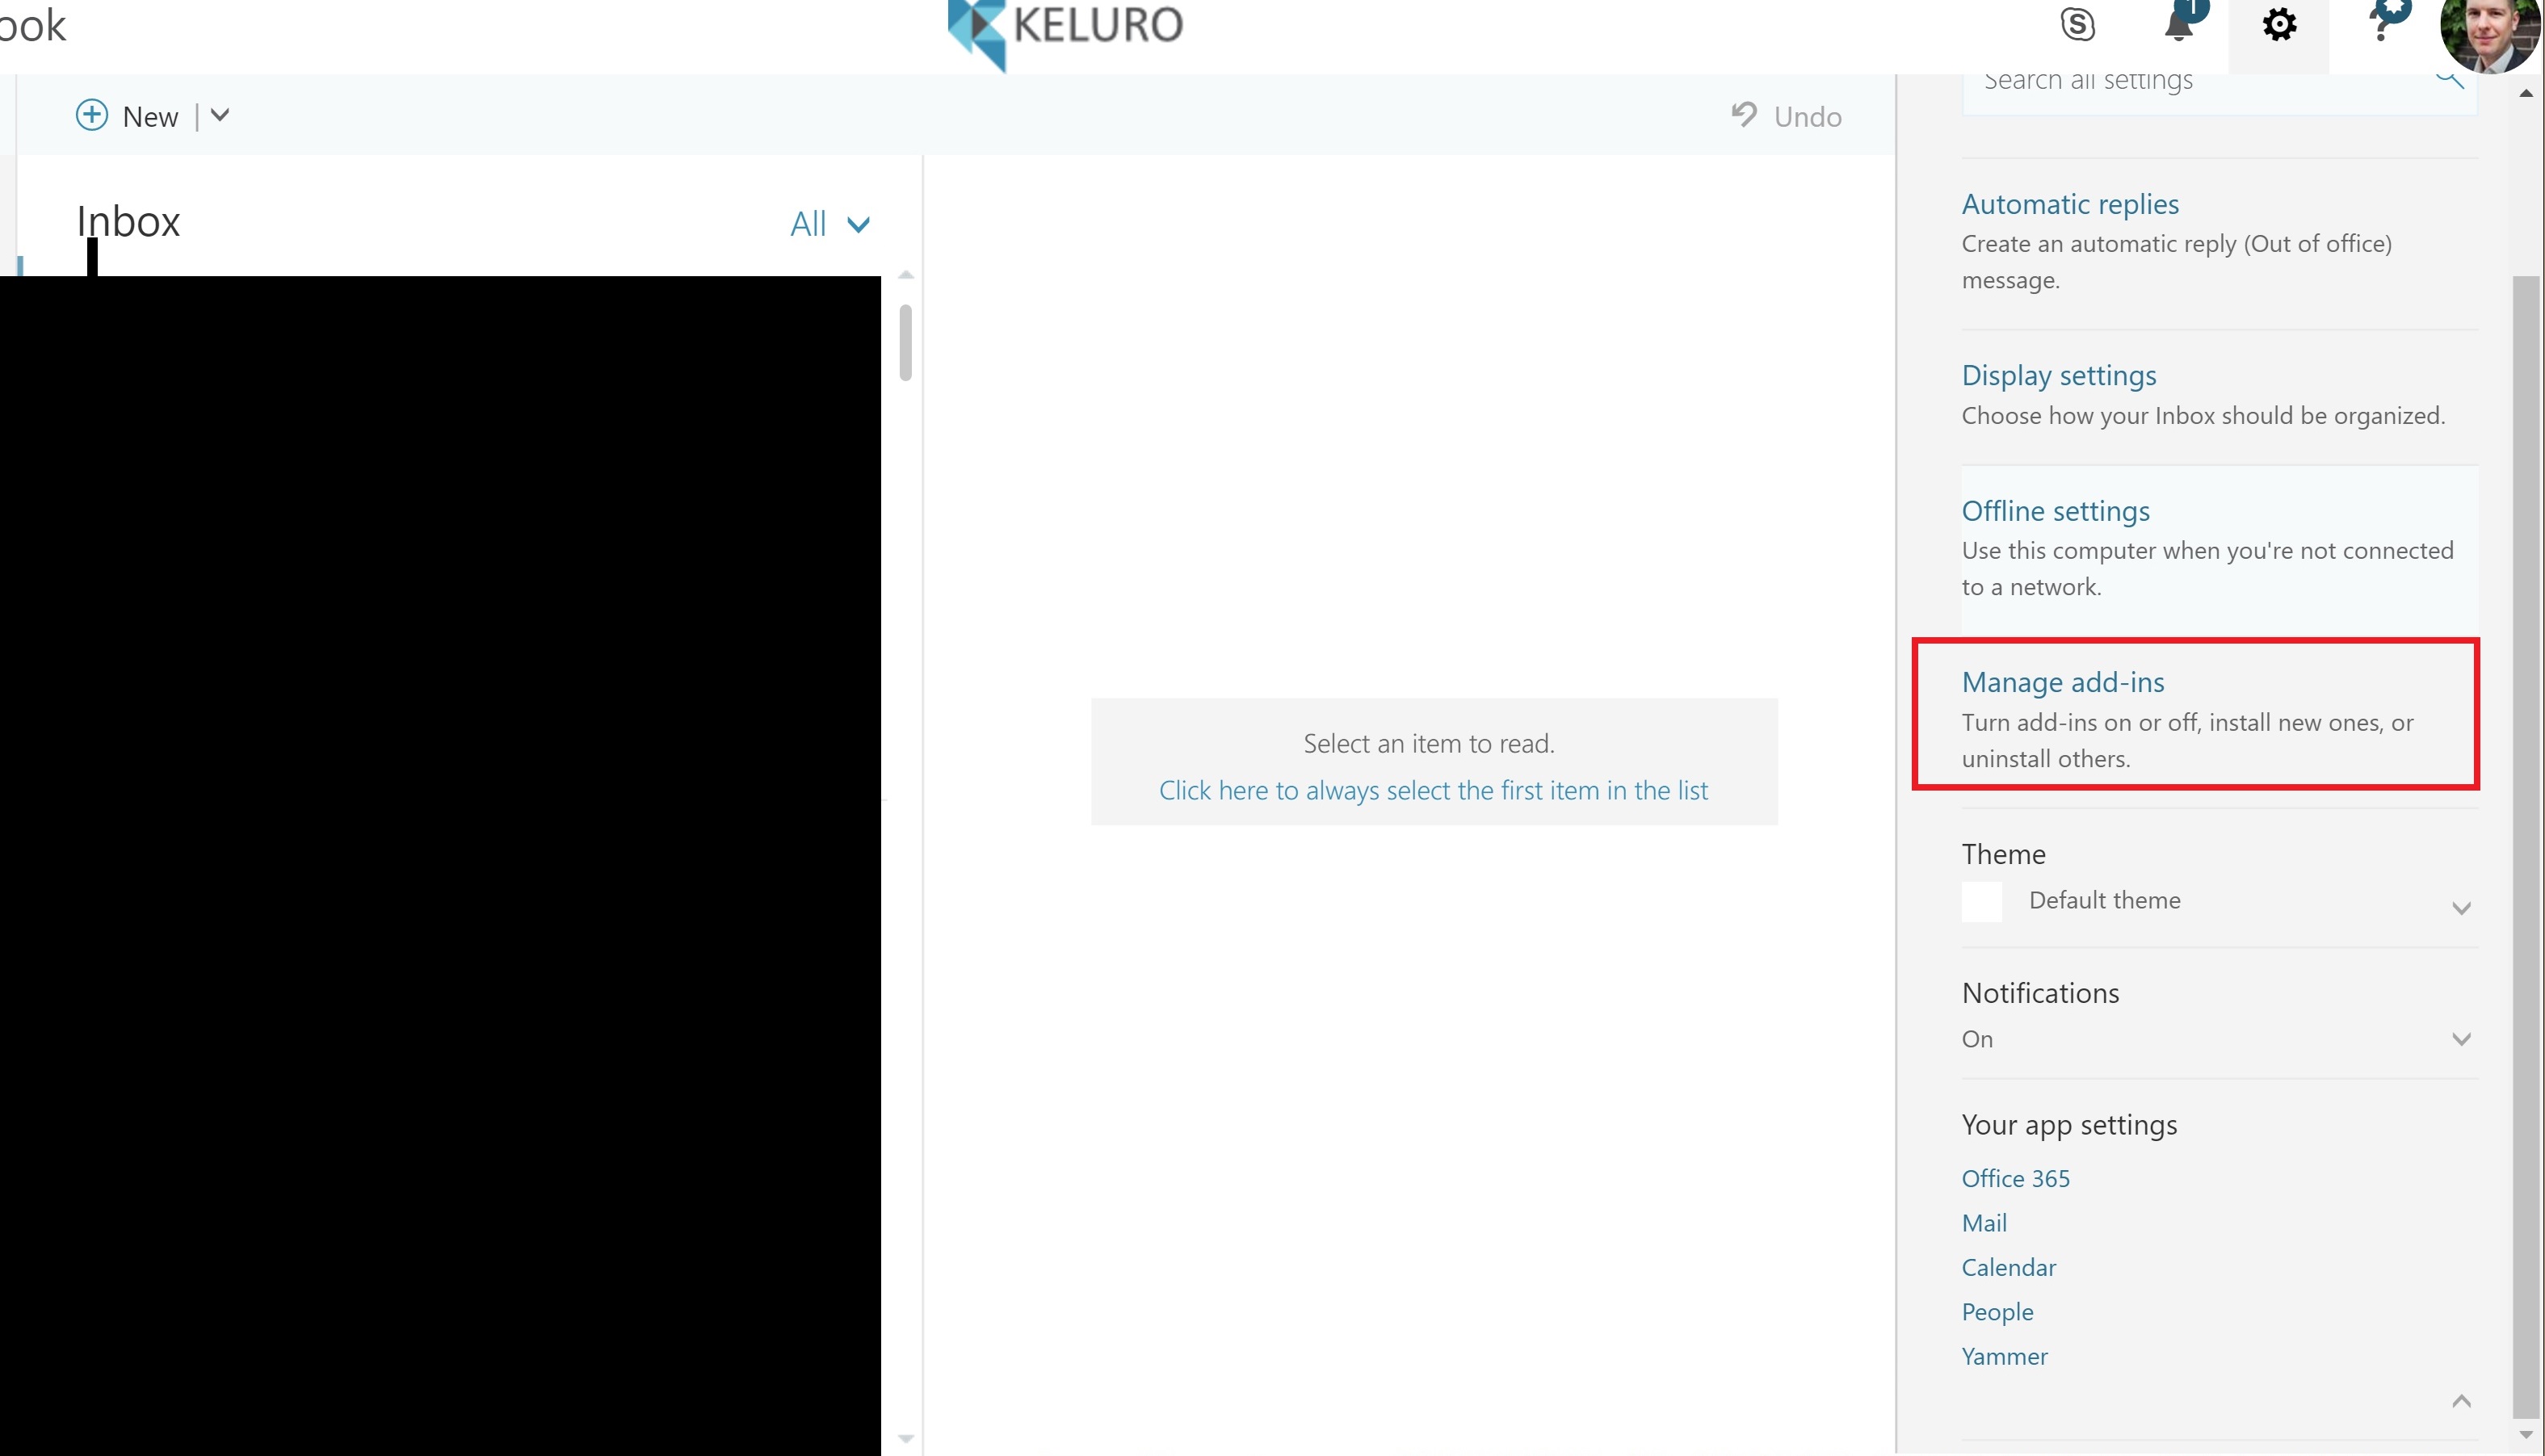 ook
KELURO
1
New
Undo
Search all settings
Inbox
All
Automatic replies
Create an automatic reply (Out of office)
message.
Display settings
Choose how your Inbox should be organized.
Offline settings
Use this computer when you're not connected
to a network.
Manage add-ins
Turn add-ins on or off, install new ones, or
uninstall others.
Select an item to read.
Click here to always select the first item in the list
Theme
Default theme
Notifications
On
Your app settings
Office 365
Mail
Calendar
People
Yammer